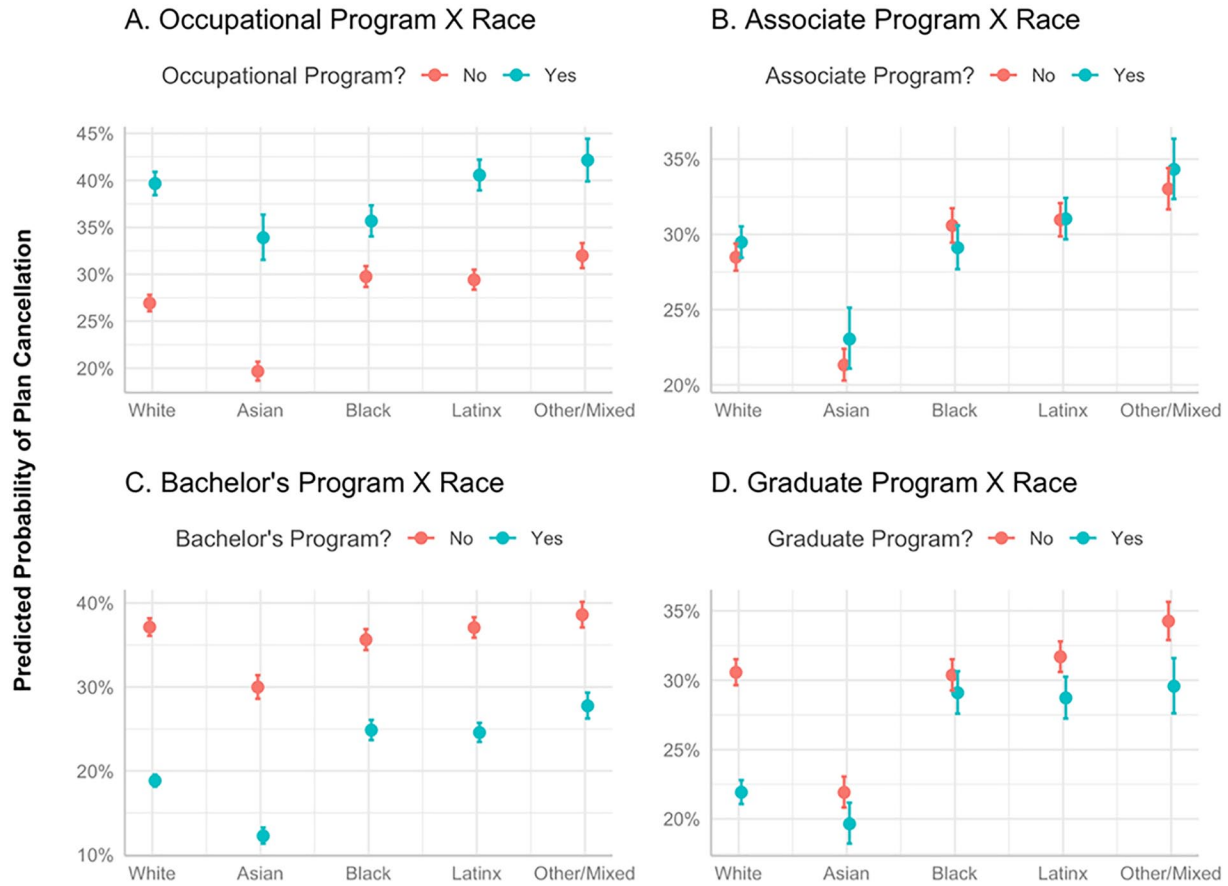 Predicted Probability of Plan Cancellation
A. Occupational Program X Race
Occupational Program? No Yes
45%
40%
35%
30%
25%
20%
White Asian Black Latinx Other/Mixed
B. Associate Program X Race
Associate Program? No Yes
35%
30%
25%
20%
White Asian Black Latinx Other/Mixed
C. Bachelor's Program X Race
Bachelor's Program? No Yes
40%
30%
20%
10%
White Asian Black Latinx Other/Mixed
D. Graduate Program X Race
Graduate Program? No Yes
35%
30%
25%
20%
White Asian Black Latinx Other/Mixed